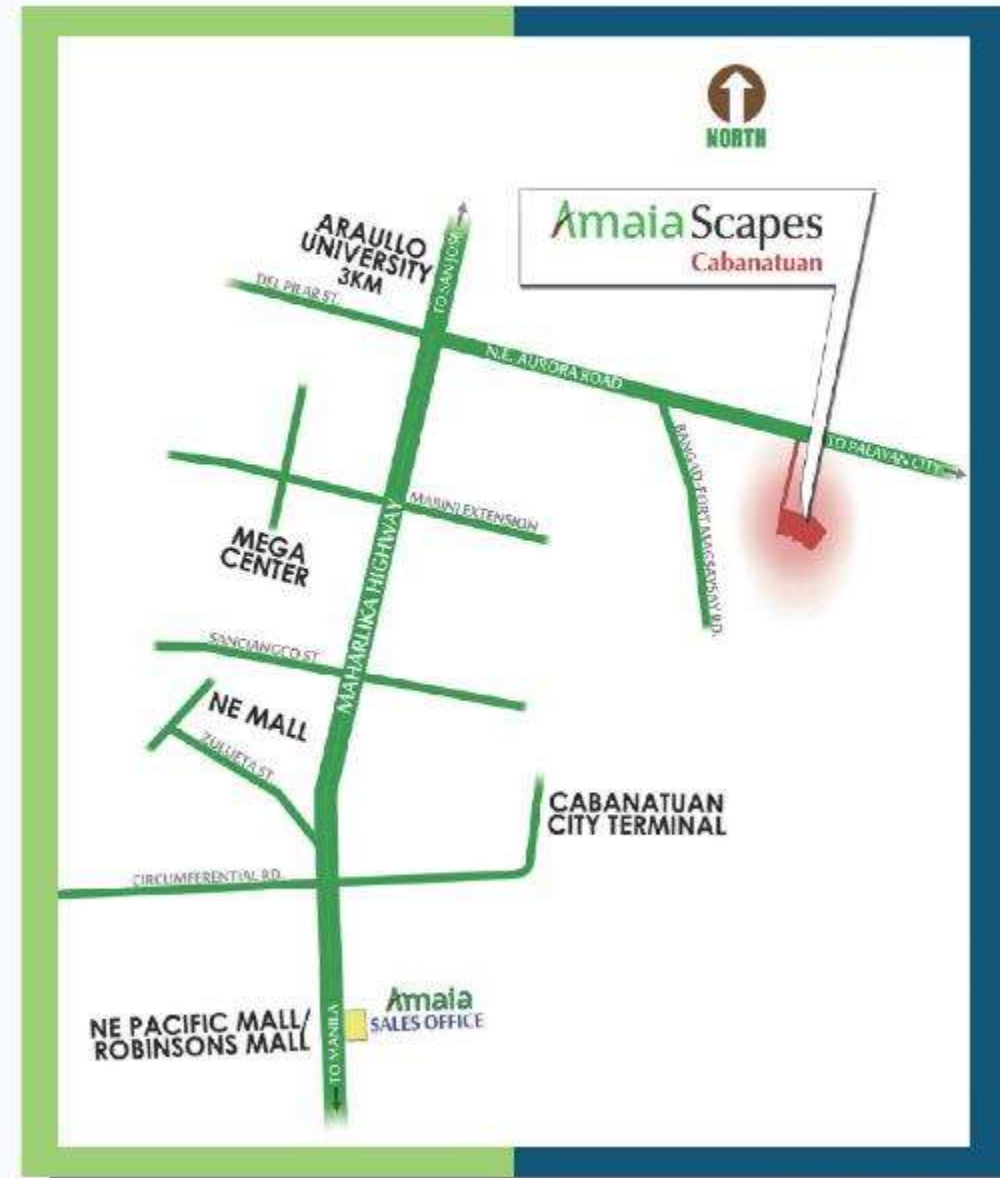 NORTH
Amaia Scapes
Cabanatuan
ARAULLO
UNIVERSITY
3KM
TO SAN JOSE
DEL PILAR ST.
N.E. AURORA ROAD
TO PALAYAN CITY
MABINI EXTENSION
MEGA
CENTER
MAHARLIKA HIGHWAY
SANCIANGCO ST
NE MALL
ZULUETA ST.
CABANATUAN
CITY TERMINAL
CIRCUMFERENTIAL RD.
Amaia
SALES OFFICE
NE PACIFIC MALL/
ROBINSONS MALL
TO MANILA